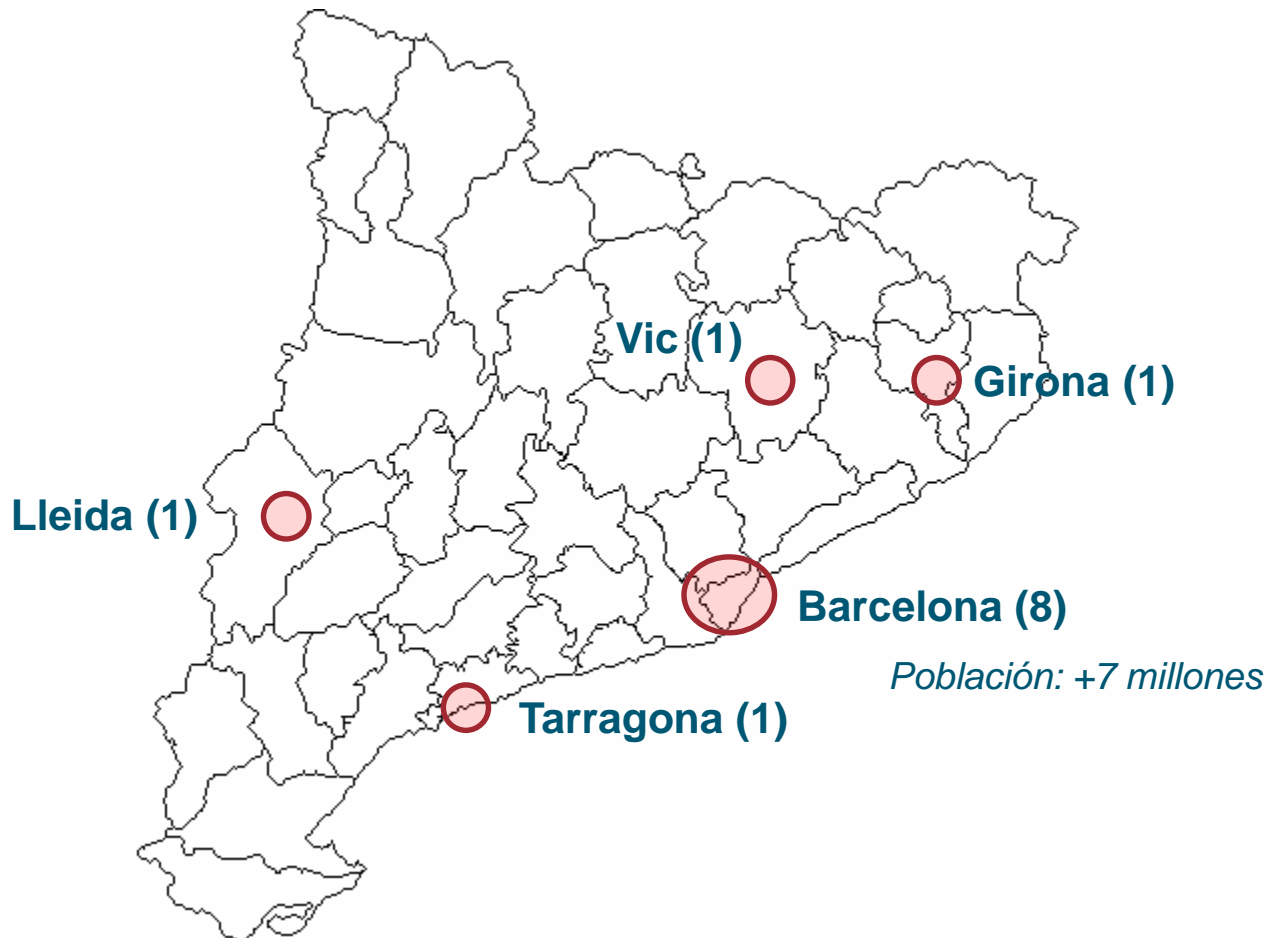 Vic (1)
Girona (1)
Lleida (1)
Barcelona (8)
Población: +7 millones
Tarragona (1)